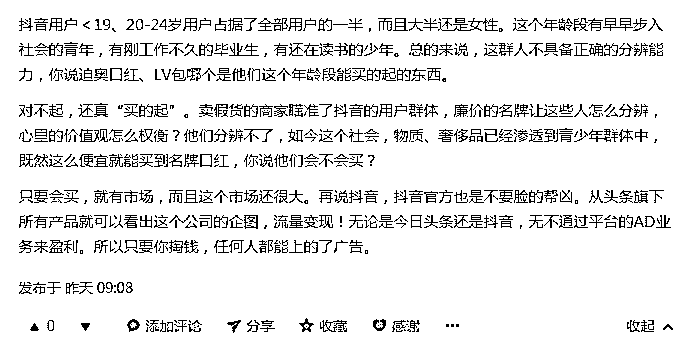 抖音用户＜19、20-24岁用户占据了全部用户的一半，而且大半还是女性。这个年龄段有早早步入
社会的青年，有刚工作不久的毕业生，有还在读书的少年。总的来说，这群人不具备正确的分辨能
力，你说迪奥口红、LV包哪个是他们这个年龄段能买的起的东西。
对不起，还真“买的起”。卖假货的商家瞄准了抖音的用户群体，廉价的名牌让这些人怎么分辨，
心里的价值观怎么权衡？他们分辨不了，如今这个社会，物质、奢侈品已经渗透到青少年群体中，
既然这么便宜就能买到名牌口红，你说他们会不会买？
只要会买，就有市场，而且这个市场还很大。再说抖音，抖音官方也是不要脸的帮凶。从头条旗下
所有产品就可以看出这个公司的企图，流量变现！无论是今日头条还是抖音，无不通过平台的AD业
务来盈利。所以只要你掏钱，任何人都能上的了广告。
发布于 昨天 09:08
▲ 0 ▼ 添加评论 分享 收藏 感谢 ··· 收起